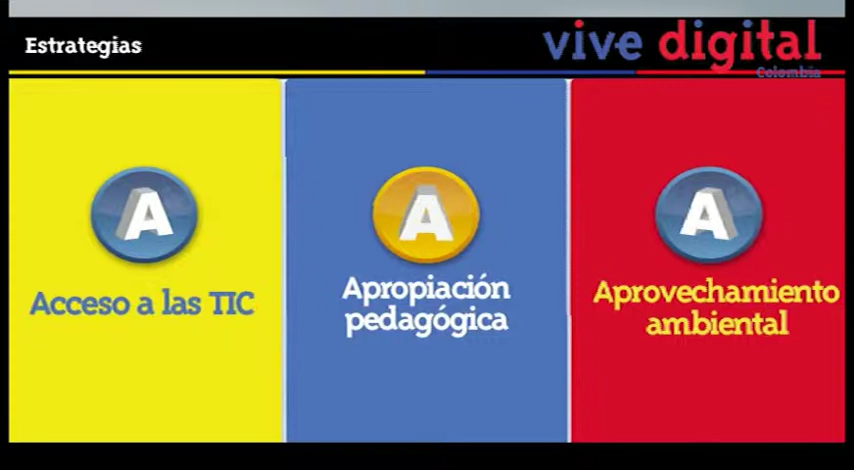 Estrategias
vive digital
Colombia
A
A
A
Acceso a las TIC
Apropiación
pedagógica
Aprovechamiento
ambiental